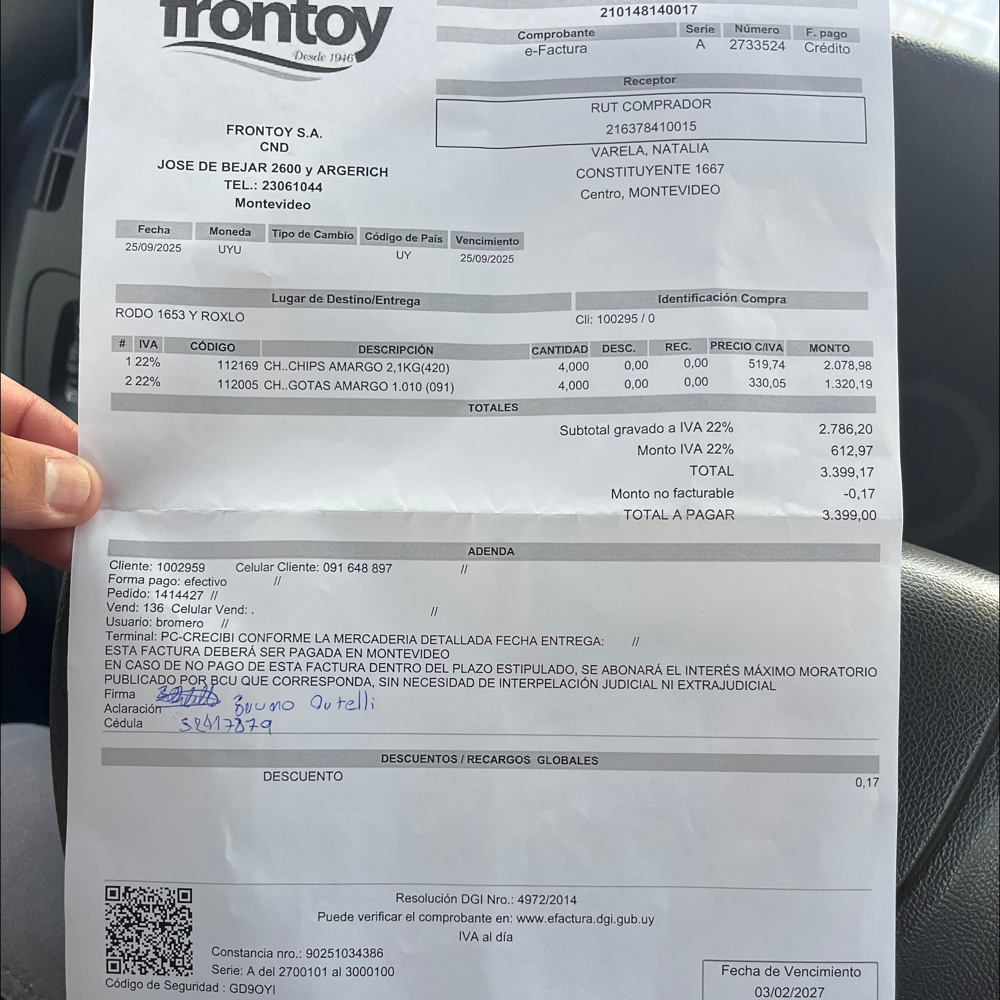 frontoy
Desde 1946
210148140017
Comprobante Serie Número F. pago
e-Factura A 2733524 Crédito
Receptor
RUT COMPRADOR
216378410015
VARELA, NATALIA
CONSTITUYENTE 1667
Centro, MONTEVIDEO
FRONTOY S.A.
CND
JOSE DE BEJAR 2600 y ARGERICH
TEL.: 23061044
Montevideo
Fecha Moneda Tipo de Cambio Código de País Vencimiento
25/09/2025 UYU UY 25/09/2025
Lugar de Destino/Entrega Identificación Compra
RODO 1653 Y ROXLO Cli: 100295 / 0
# IVA CÓDIGO DESCRIPCIÓN CANTIDAD DESC. REC. PRECIO C/IVA MONTO
1 22% 112169 CH..CHIPS AMARGO 2,1KG(420) 4,000 0,00 0,00 519,74 2.078,98
2 22% 112005 CH..GOTAS AMARGO 1.010 (091) 4,000 0,00 0,00 330,05 1.320,19
TOTALES
Subtotal gravado a IVA 22% 2.786,20
Monto IVA 22% 612,97
TOTAL 3.399,17
Monto no facturable -0,17
TOTAL A PAGAR 3.399,00
ADENDA
Cliente: 1002959 Celular Cliente: 091 648 897 //
Forma pago: efectivo //
Pedido: 1414427 //
Vend: 136 Celular Vend: . //
Usuario: bromero //
Terminal: PC-CRECIBI CONFORME LA MERCADERIA DETALLADA FECHA ENTREGA: //
ESTA FACTURA DEBERÁ SER PAGADA EN MONTEVIDEO
EN CASO DE NO PAGO DE ESTA FACTURA DENTRO DEL PLAZO ESTIPULADO, SE ABONARÁ EL INTERÉS MÁXIMO MORATORIO
PUBLICADO POR BCU QUE CORRESPONDA, SIN NECESIDAD DE INTERPELACIÓN JUDICIAL NI EXTRAJUDICIAL
Firma
Aclaración Bruno
Cédula
DESCUENTOS / RECARGOS GLOBALES
DESCUENTO 0,17
Resolución DGI Nro.: 4972/2014
Puede verificar el comprobante en: www.efactura.dgi.gub.uy
IVA al día
Constancia nro.: 90251034386
Serie: A del 2700101 al 3000100
Código de Seguridad : GD9OYI
Fecha de Vencimiento
03/02/2027